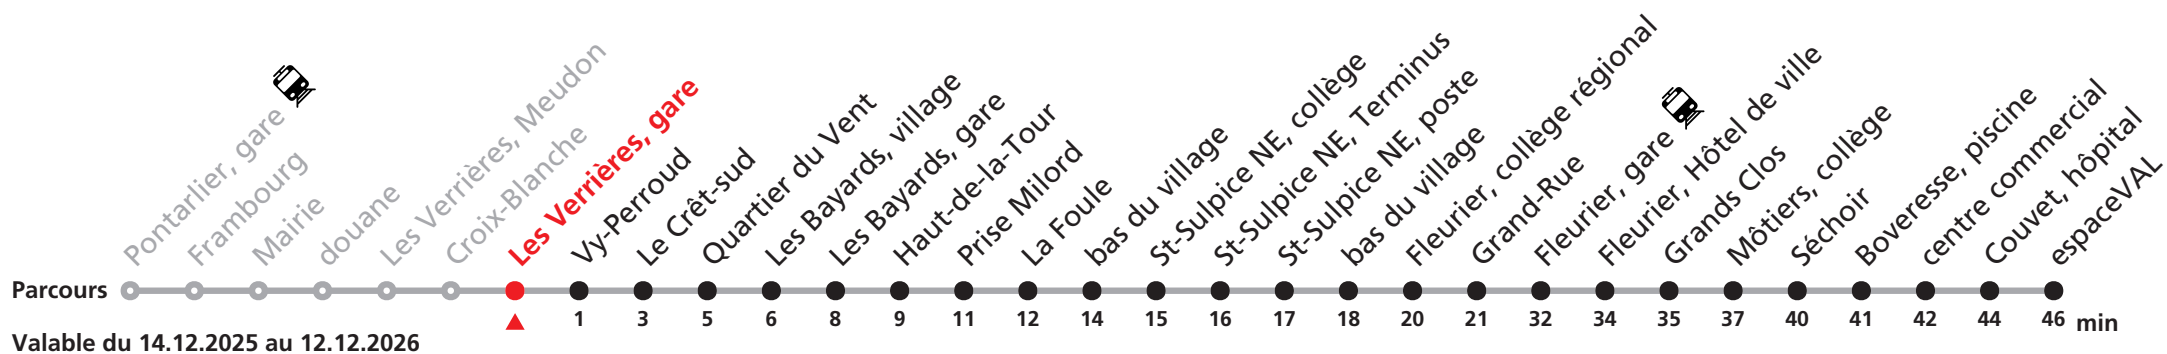 Pontarlier, gare
Frambourg
Mairie
douane
Les Verrières, Meudon
Croix-Blanche
Les Verrières, gare
Vy-Perroud
Le Crêt-sud
Quartier du Vent
Les Bayards, village
Les Bayards, gare
Haut-de-la-Tour
Prise Milord
La Foule
bas du village
St-Sulpice NE, collège
St-Sulpice NE, Terminus
St-Sulpice NE, poste
bas du village
Fleurier, collège régional
Grand-Rue
Fleurier, gare
Fleurier, Hôtel de ville
Grands Clos
Môtiers, collège
Séchoir
Boveresse, piscine
centre commercial
Couvet, hôpital
espaceVAL
Parcours
1 3 5 6 8 9 11 12 14 15 16 17 18 20 21 32 34 35 37 40 41 42 44 46 min
Valable du 14.12.2025 au 12.12.2026